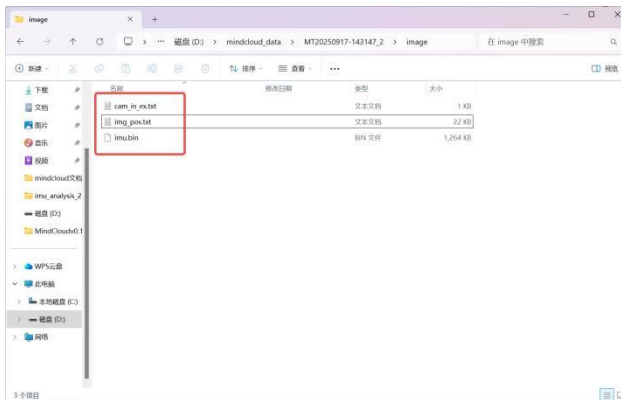 image
磁盘 (D:) > mindcloud_data > MT20250917-143147_2 > image
在 image 中搜索
新建
排序
查看
预览
名称
修改日期
类型
大小
下载
cam_in_ex.txt
文本文档
1 KB
文档
img_pos.txt
文本文档
22 KB
图片
imu.bin
BIN 文件
1,264 KB
音乐
视频
mindcloud文档
imu_analysis_2
磁盘 (D:)
MindCloudv0.1
WPS云盘
此电脑
本地磁盘 (C:)
磁盘 (D:)
网络
3 个项目